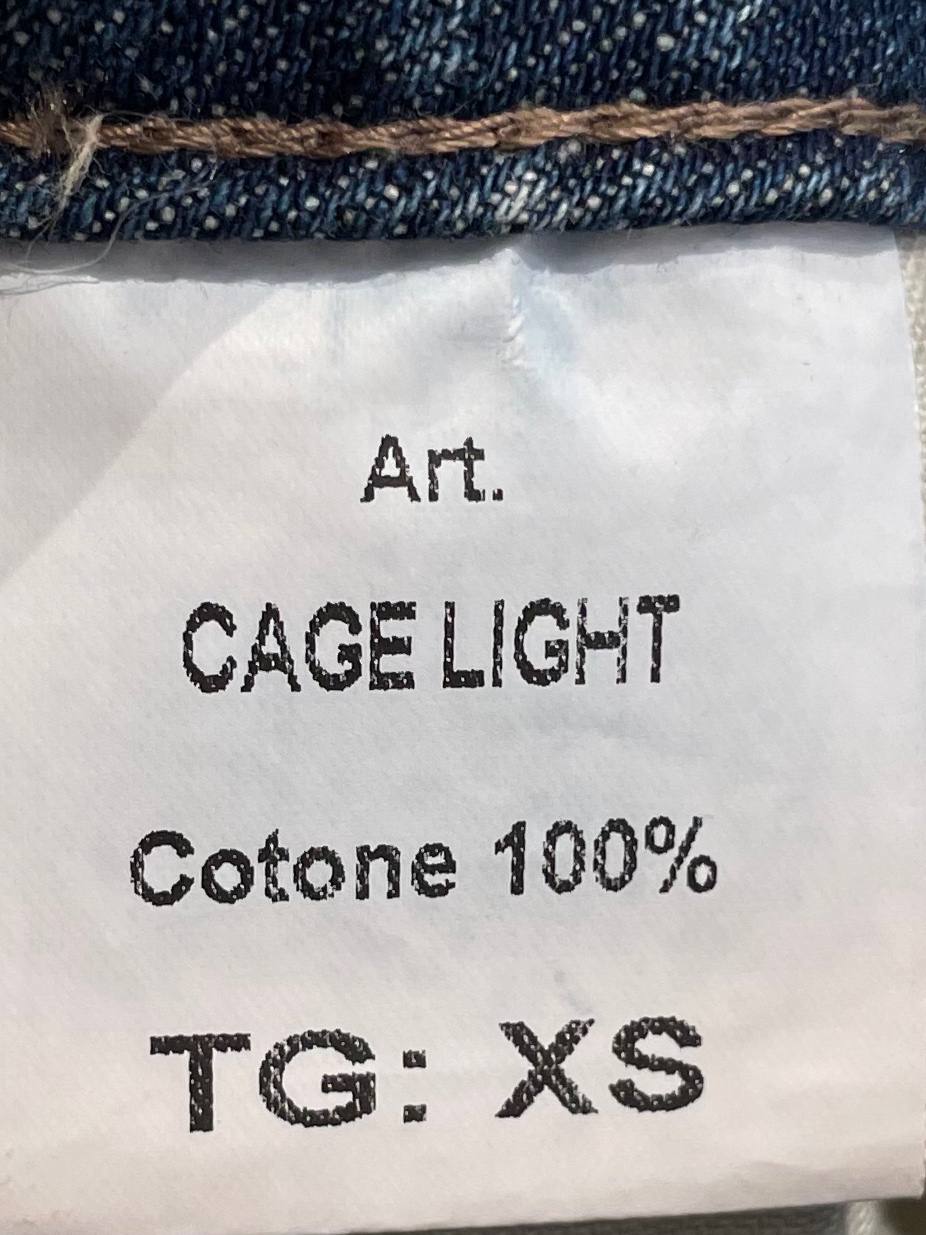 Art.
CAGE LIGHT
Cotone 100%
TG: XS